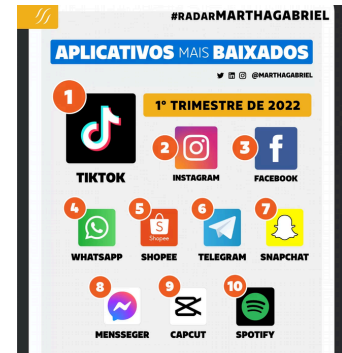 #RADARMARTHAGABRIEL
APLICATIVOS MAIS BAIXADOS
@MARTHAGABRIEL
1
1º TRIMESTRE DE 2022
2
3
TIKTOK
INSTAGRAM
FACEBOOK
4
5
6
7
Shopee
WHATSAPP
SHOPEE
TELEGRAM
SNAPCHAT
8
9
10
MENSSEGER
CAPCUT
SPOTIFY